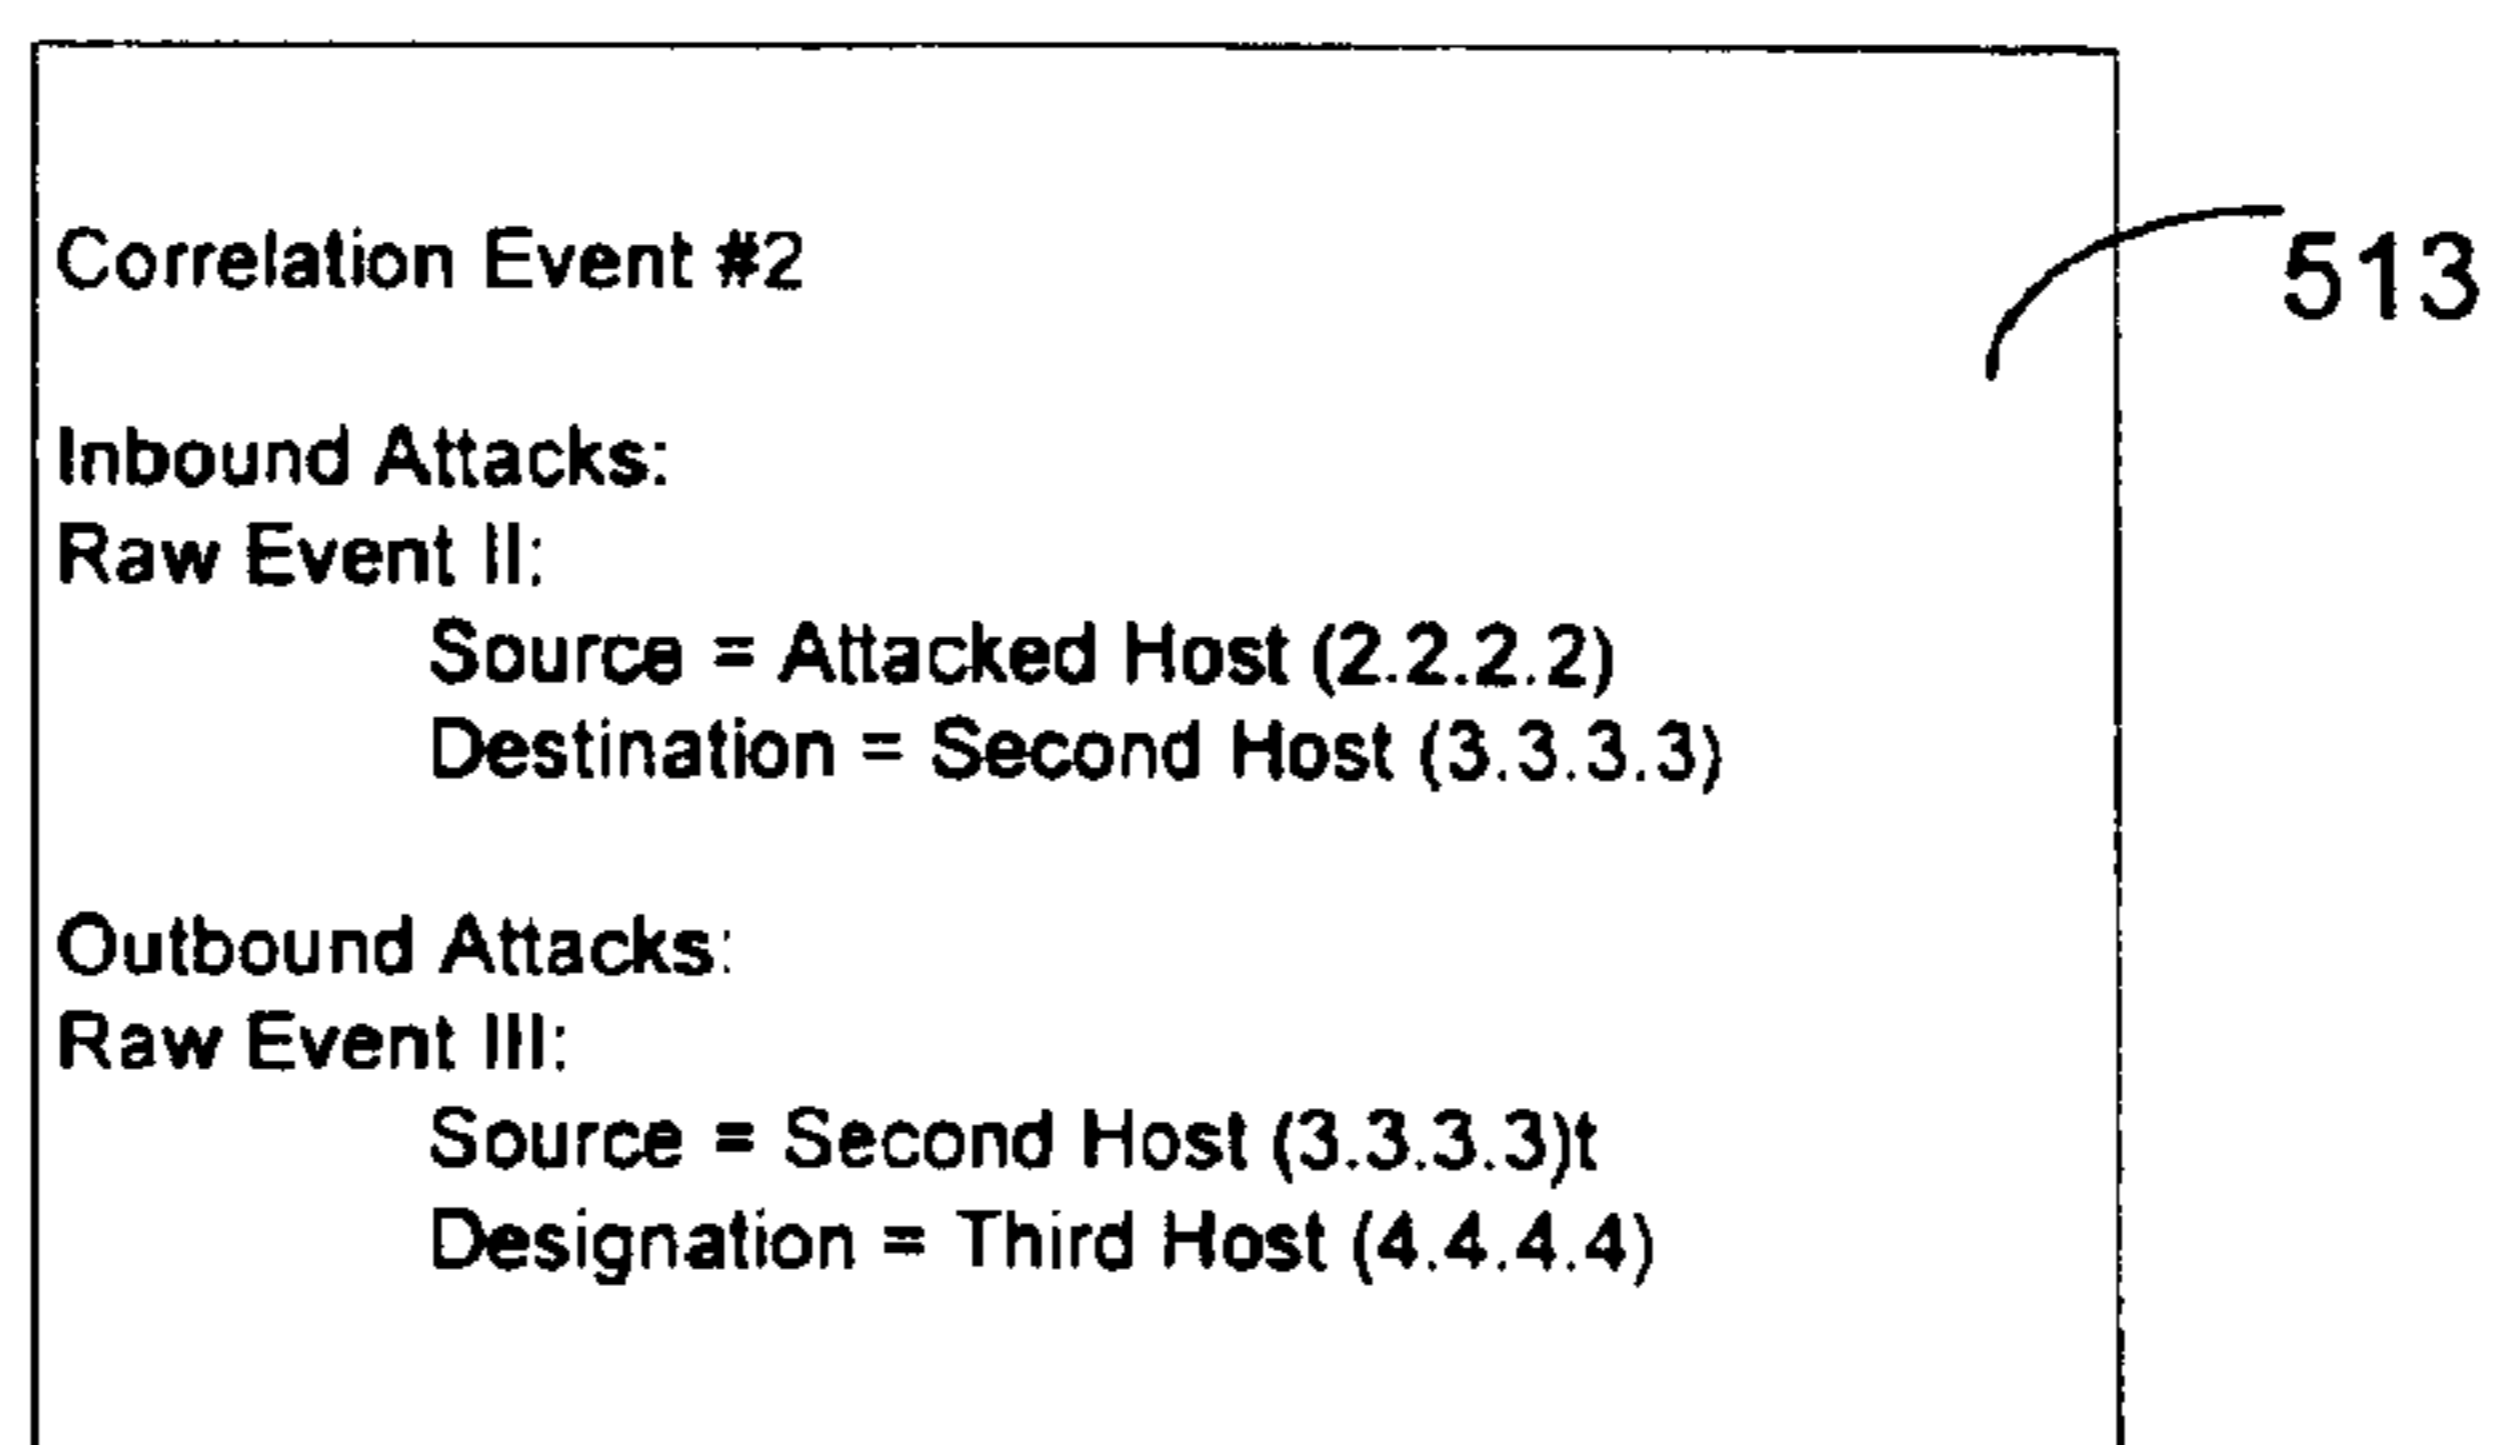 Correlation Event #2
513
Inbound Attacks:
Raw Event II:
Source = Attacked Host (2.2.2.2)
Destination = Second Host (3.3.3.3)
Outbound Attacks:
Raw Event III:
Source = Second Host (3.3.3.3)t
Designation = Third Host (4.4.4.4)